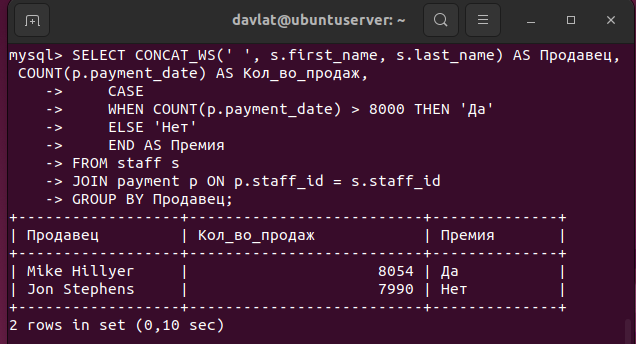 davlat@ubuntuserver: ~
mysql> SELECT CONCAT_WS(' ', s.first_name, s.last_name) AS Продавец,
 COUNT(p.payment_date) AS Кол_во_продаж,
    ->     CASE
    ->     WHEN COUNT(p.payment_date) > 8000 THEN 'Да'
    ->     ELSE 'Нет'
    ->     END AS Премия
    -> FROM staff s
    -> JOIN payment p ON p.staff_id = s.staff_id
    -> GROUP BY Продавец;
+------------------+--------------------------+--------------+
| Продавец         | Кол_во_продаж            | Премия       |
+------------------+--------------------------+--------------+
| Mike Hillyer     |                     8054 | Да           |
| Jon Stephens     |                     7990 | Нет          |
+------------------+--------------------------+--------------+
2 rows in set (0,10 sec)